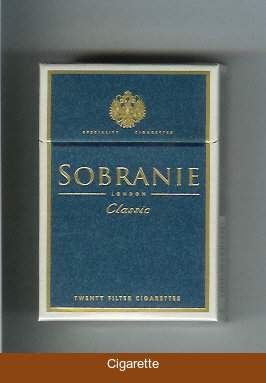 SPECIALITY CIGARETTES
SOBRANIE
LONDON
Classic
TWENTY FILTER CIGARETTES
Cigarette